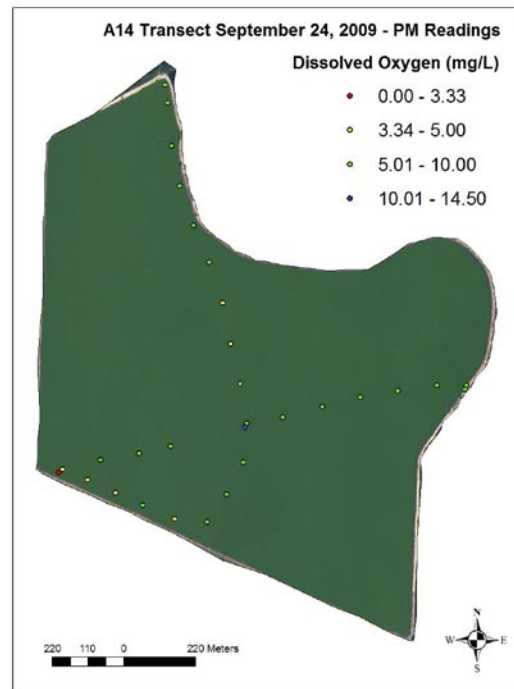 A14 Transect September 24, 2009 - PM Readings
Dissolved Oxygen (mg/L)
0.00 - 3.33
3.34 - 5.00
5.01 - 10.00
10.01 - 14.50
N
W E
S
220 110 0 220 Meters